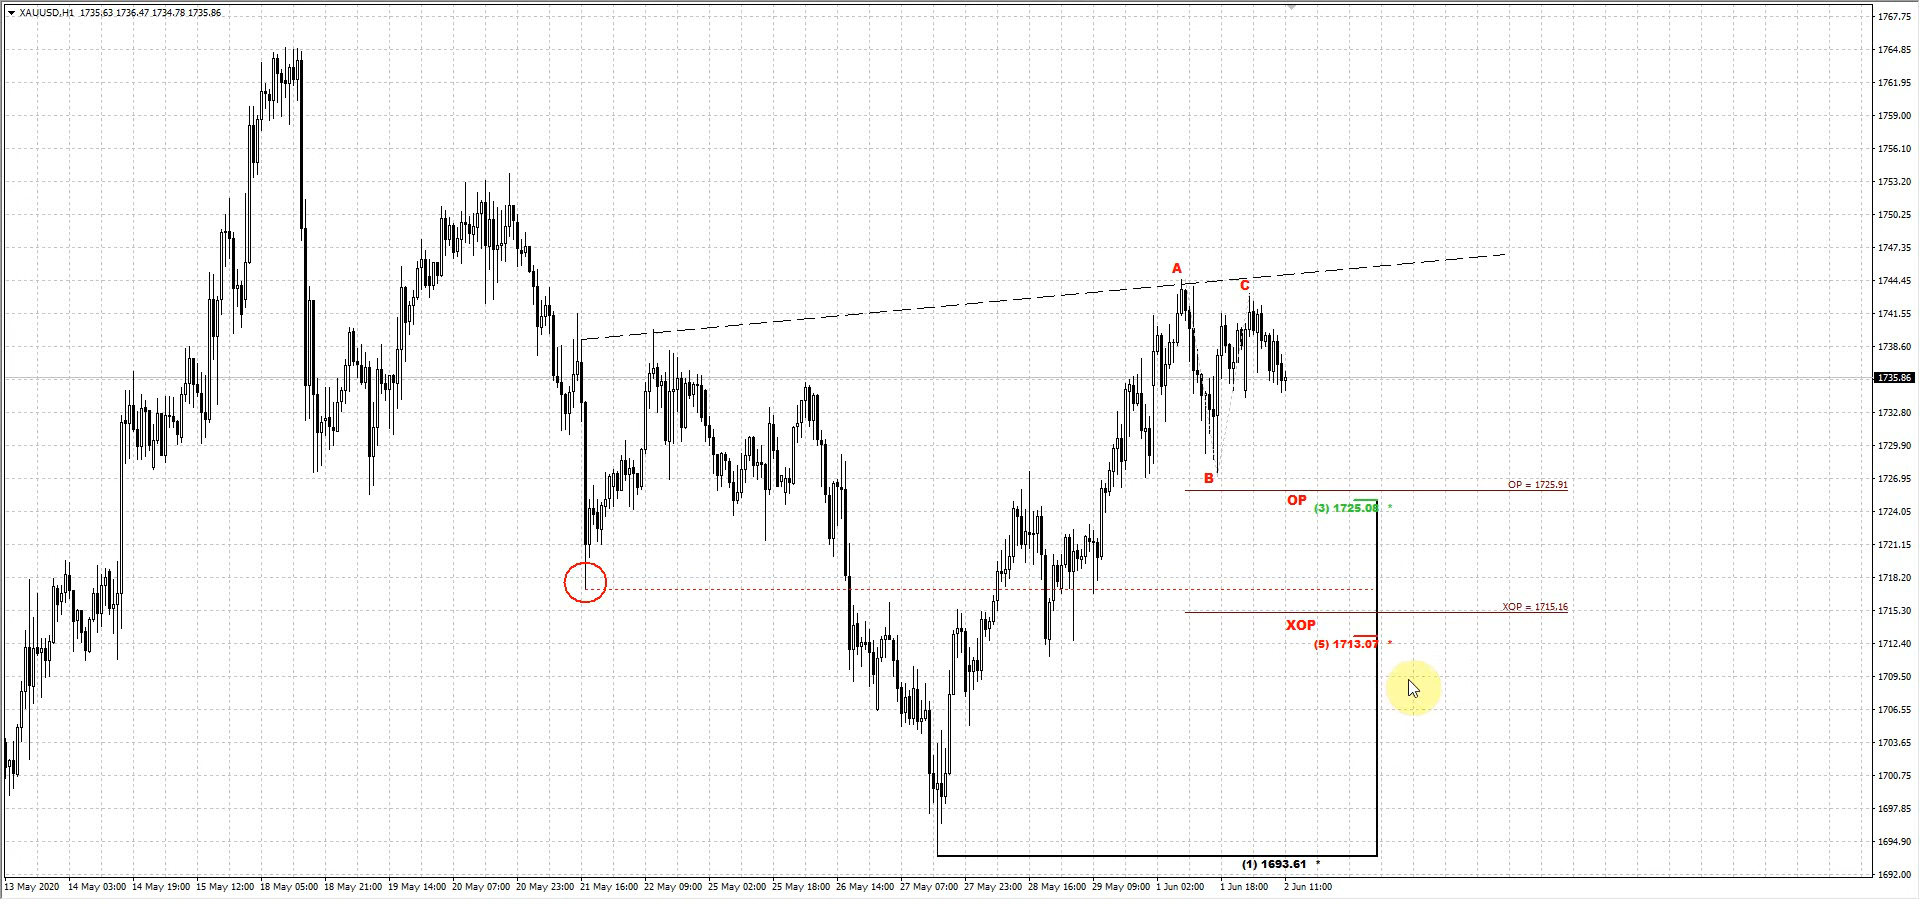 XAUUSD,H1 1735.63 1736.47 1734.78 1735.86
1767.75
1764.85
1761.95
1759.00
1756.10
1753.20
1750.25
1747.35
A
1744.45
C
1741.55
1738.60
1735.86
1732.80
1729.90
B
1726.95
OP = 1725.91
OP
(3) 1725.08 *
1724.05
1721.15
1718.20
1715.30
XOP = 1715.16
XOP
(5) 1713.07 *
1712.40
1709.50
1706.55
1703.65
1700.75
1697.85
1694.90
(1) 1693.61 *
1692.00
13 May 2020 14 May 03:00 14 May 19:00 15 May 12:00 18 May 05:00 18 May 21:00 19 May 14:00 20 May 07:00 20 May 23:00 21 May 16:00 22 May 09:00 25 May 02:00 25 May 18:00 26 May 14:00 27 May 07:00 27 May 23:00 28 May 16:00 29 May 09:00 1 Jun 02:00 1 Jun 18:00 2 Jun 11:00